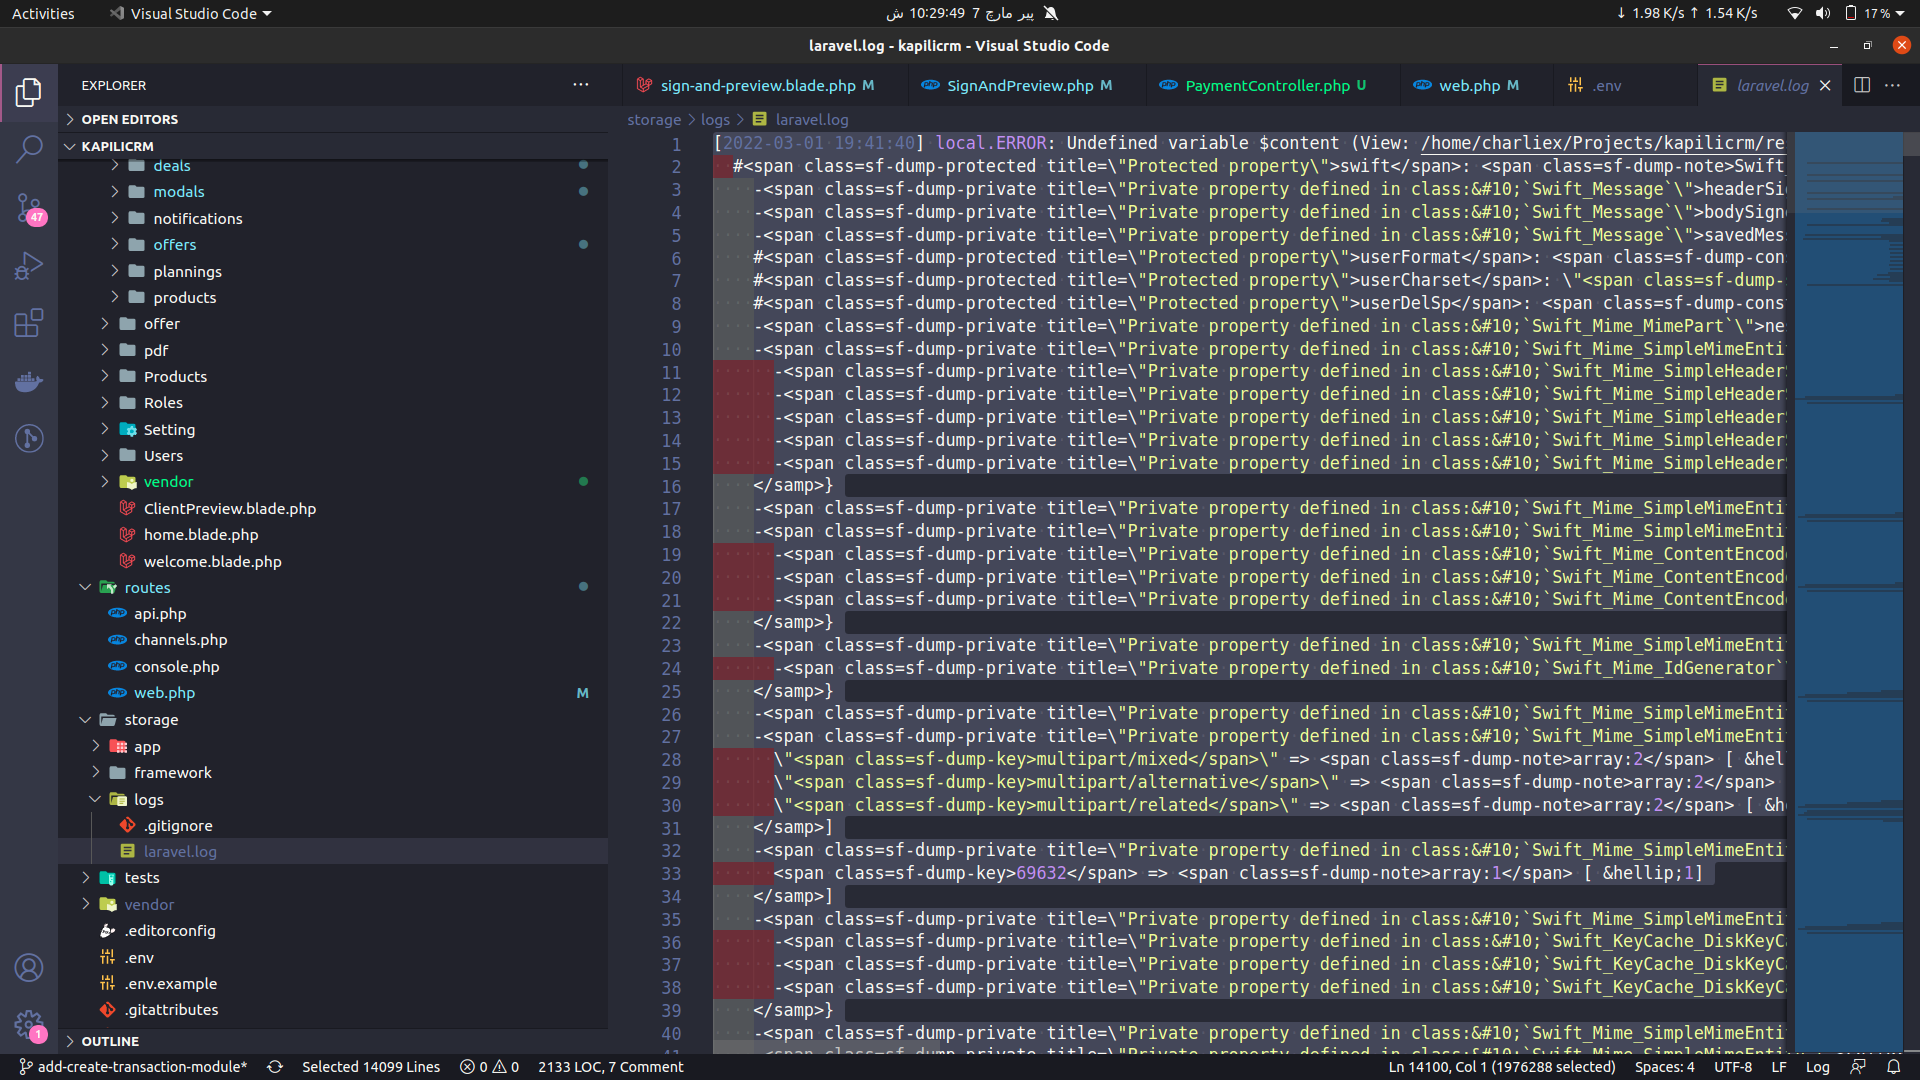 Activities
Visual Studio Code
پیر مارچ 7 10:29:49 ش
↓ 1.98 K/s ↑ 1.54 K/s
17 %
laravel.log - kapilicrm - Visual Studio Code
EXPLORER
OPEN EDITORS
KAPILICRM
deals
modals
notifications
offers
plannings
products
offer
pdf
Products
Roles
Setting
Users
vendor
ClientPreview.blade.php
home.blade.php
welcome.blade.php
routes
api.php
channels.php
console.php
web.php M
storage
app
framework
logs
.gitignore
laravel.log
tests
vendor
.editorconfig
.env
.env.example
.gitattributes
OUTLINE
47
1
sign-and-preview.blade.php M
SignAndPreview.php M
PaymentController.php U
web.php M
.env
laravel.log
storage > logs > laravel.log
1 [2022-03-01 19:41:40] local.ERROR: Undefined variable $content (View: /home/charliex/Projects/kapilicrm/re
2 #<span class=sf-dump-protected title=\"Protected property\">swift</span>: <span class=sf-dump-note>Swift_
3 -<span class=sf-dump-private title=\"Private property defined in class:&#10;`Swift_Message`\">headerSi
4 -<span class=sf-dump-private title=\"Private property defined in class:&#10;`Swift_Message`\">bodySign
5 -<span class=sf-dump-private title=\"Private property defined in class:&#10;`Swift_Message`\">savedMes
6 #<span class=sf-dump-protected title=\"Protected property\">userFormat</span>: <span class=sf-dump-con
7 #<span class=sf-dump-protected title=\"Protected property\">userCharset</span>: \"<span class=sf-dump-
8 #<span class=sf-dump-protected title=\"Protected property\">userDelSp</span>: <span class=sf-dump-cons
9 -<span class=sf-dump-private title=\"Private property defined in class:&#10;`Swift_Mime_MimePart`\">ne
10 -<span class=sf-dump-private title=\"Private property defined in class:&#10;`Swift_Mime_SimpleMimeEnti
11 -<span class=sf-dump-private title=\"Private property defined in class:&#10;`Swift_Mime_SimpleHeader
12 -<span class=sf-dump-private title=\"Private property defined in class:&#10;`Swift_Mime_SimpleHeader
13 -<span class=sf-dump-private title=\"Private property defined in class:&#10;`Swift_Mime_SimpleHeader
14 -<span class=sf-dump-private title=\"Private property defined in class:&#10;`Swift_Mime_SimpleHeader
15 -<span class=sf-dump-private title=\"Private property defined in class:&#10;`Swift_Mime_SimpleHeader
16 </samp>}
17 -<span class=sf-dump-private title=\"Private property defined in class:&#10;`Swift_Mime_SimpleMimeEnti
18 -<span class=sf-dump-private title=\"Private property defined in class:&#10;`Swift_Mime_SimpleMimeEnti
19 -<span class=sf-dump-private title=\"Private property defined in class:&#10;`Swift_Mime_ContentEncod
20 -<span class=sf-dump-private title=\"Private property defined in class:&#10;`Swift_Mime_ContentEncod
21 -<span class=sf-dump-private title=\"Private property defined in class:&#10;`Swift_Mime_ContentEncod
22 </samp>}
23 -<span class=sf-dump-private title=\"Private property defined in class:&#10;`Swift_Mime_SimpleMimeEnti
24 -<span class=sf-dump-private title=\"Private property defined in class:&#10;`Swift_Mime_IdGenerator`
25 </samp>}
26 -<span class=sf-dump-private title=\"Private property defined in class:&#10;`Swift_Mime_SimpleMimeEnti
27 -<span class=sf-dump-private title=\"Private property defined in class:&#10;`Swift_Mime_SimpleMimeEnti
28 \"<span class=sf-dump-key>multipart/mixed</span>\" => <span class=sf-dump-note>array:2</span> [ &hel
29 \"<span class=sf-dump-key>multipart/alternative</span>\" => <span class=sf-dump-note>array:2</span>
30 \"<span class=sf-dump-key>multipart/related</span>\" => <span class=sf-dump-note>array:2</span> [ &h
31 </samp>]
32 -<span class=sf-dump-private title=\"Private property defined in class:&#10;`Swift_Mime_SimpleMimeEnti
33 <span class=sf-dump-key>69632</span> => <span class=sf-dump-note>array:1</span> [ &hellip;1]
34 </samp>]
35 -<span class=sf-dump-private title=\"Private property defined in class:&#10;`Swift_Mime_SimpleMimeEnti
36 -<span class=sf-dump-private title=\"Private property defined in class:&#10;`Swift_KeyCache_DiskKeyC
37 -<span class=sf-dump-private title=\"Private property defined in class:&#10;`Swift_KeyCache_DiskKeyC
38 -<span class=sf-dump-private title=\"Private property defined in class:&#10;`Swift_KeyCache_DiskKeyC
39 </samp>}
40 -<span class=sf-dump-private title=\"Private property defined in class:&#10;`Swift_Mime_SimpleMimeEnti
add-create-transaction-module*
Selected 14099 Lines
0 0
2133 LOC, 7 Comment
Ln 14100, Col 1 (1976288 selected)
Spaces: 4
UTF-8
LF
Log